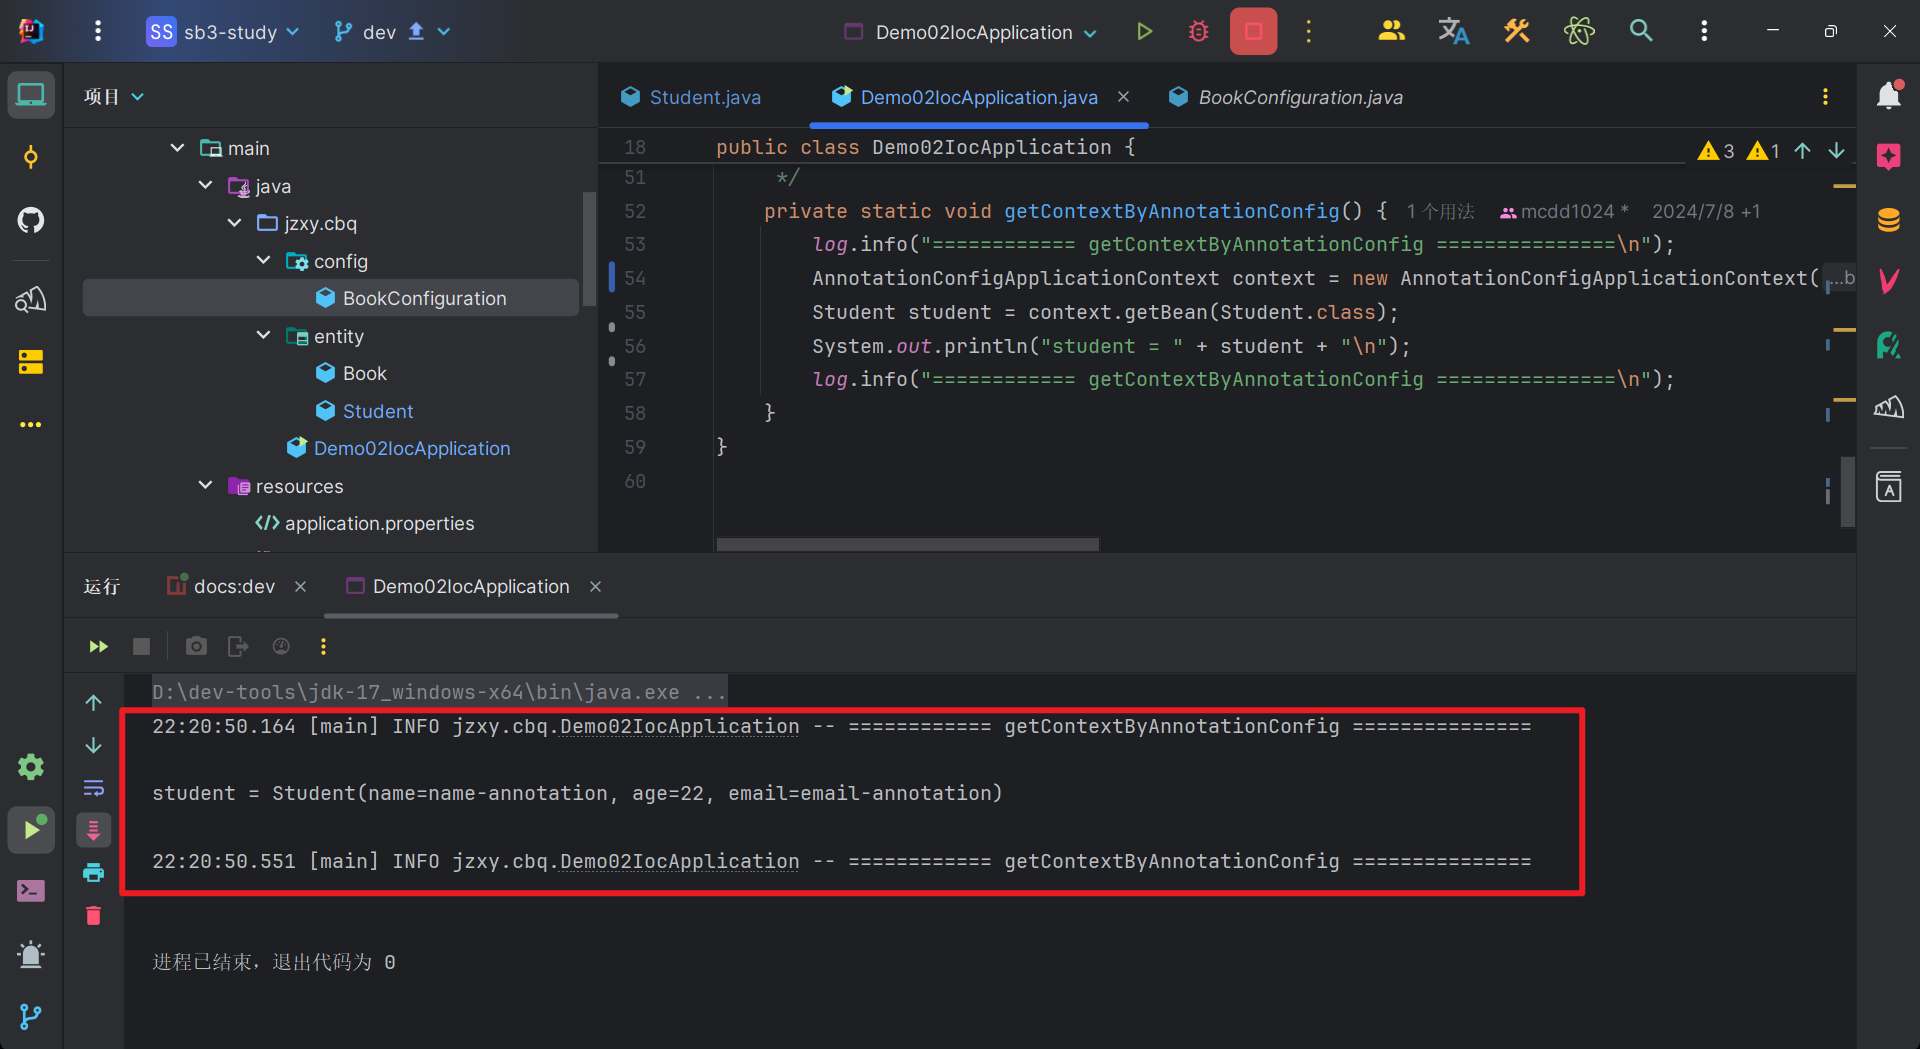 SS sb3-study dev Demo02IocApplication
项目
Student.java Demo02IocApplication.java BookConfiguration.java
main
java
jzxy.cbq
config
BookConfiguration
entity
Book
Student
Demo02IocApplication
resources
application.properties
18 public class Demo02IocApplication { 3 1
51 */
52 private static void getContextByAnnotationConfig() { 1 个用法 mcdd1024 * 2024/7/8 +1
53 log.info("============ getContextByAnnotationConfig ===============\n");
54 AnnotationConfigApplicationContext context = new AnnotationConfigApplicationContext( ...b
55 Student student = context.getBean(Student.class);
56 System.out.println("student = " + student + "\n");
57 log.info("============ getContextByAnnotationConfig ===============\n");
58 }
59 }
60
运行 docs:dev Demo02IocApplication
D:\dev-tools\jdk-17_windows-x64\bin\java.exe ...
22:20:50.164 [main] INFO jzxy.cbq.Demo02IocApplication -- ============ getContextByAnnotationConfig ===============
student = Student(name=name-annotation, age=22, email=email-annotation)
22:20:50.551 [main] INFO jzxy.cbq.Demo02IocApplication -- ============ getContextByAnnotationConfig ===============
进程已结束，退出代码为 0